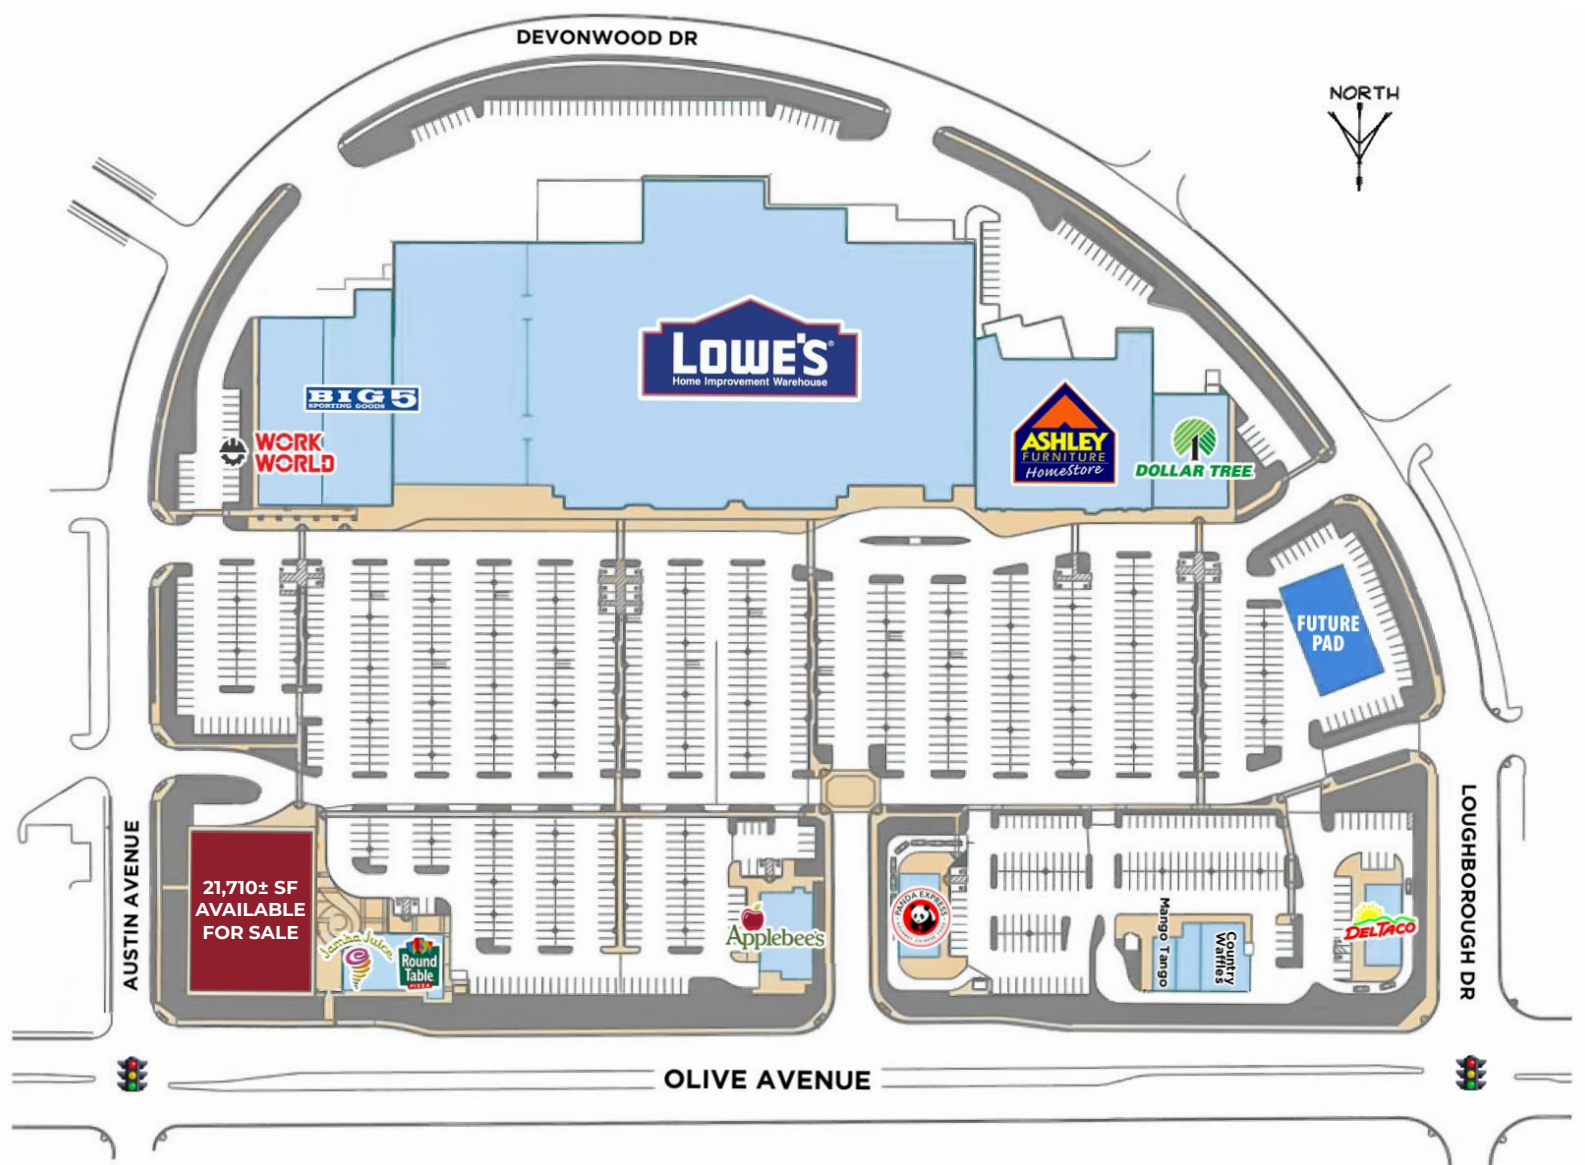 DEVONWOOD DR
NORTH
LOWE'S®
Home Improvement Warehouse
BIG 5
SPORTING GOODS
WORK
WORLD
ASHLEY
FURNITURE
HomeStore
1
DOLLAR TREE
FUTURE
PAD
AUSTIN AVENUE
21,710± SF
AVAILABLE
FOR SALE
Jamba Juice
Round
Table
PIZZA
Applebee's
PANDA EXPRESS
Mango Tango
Country
Waffles
DEL TACO
LOUGHBOROUGH DR
OLIVE AVENUE